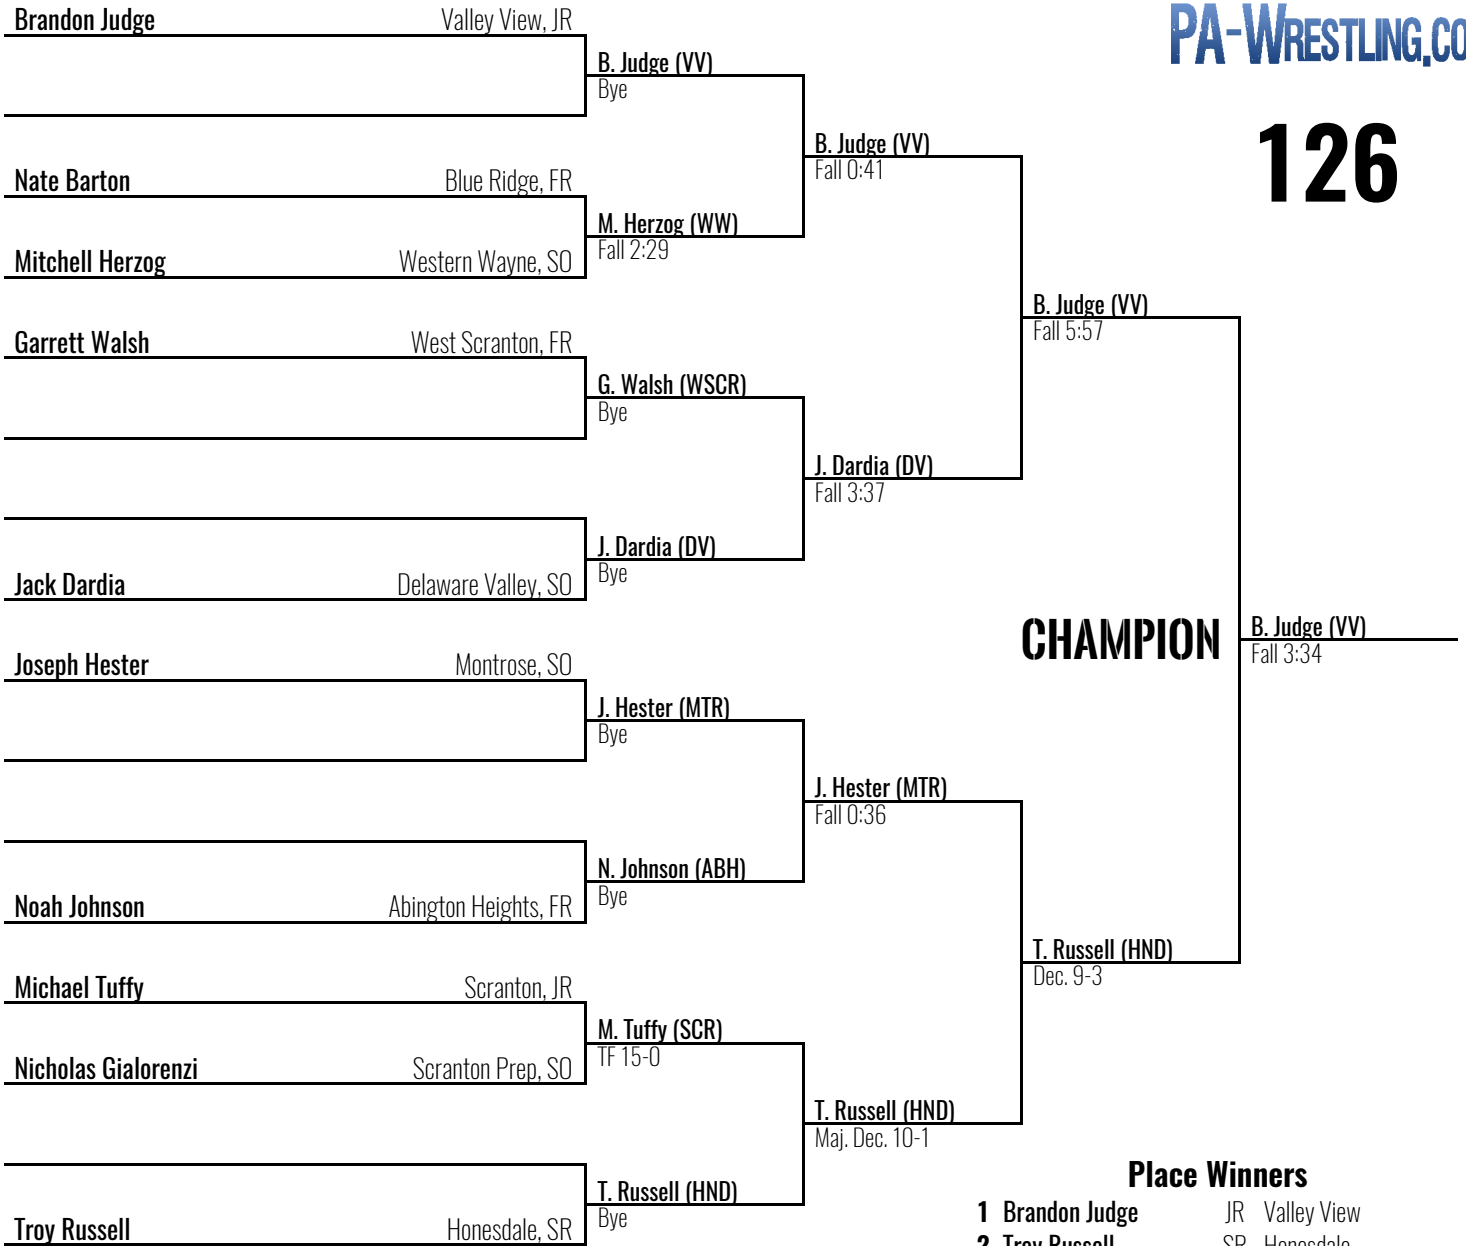 PA-WRESTLING.CO
126
Brandon Judge Valley View, JR
B. Judge (VV)
Bye
B. Judge (VV)
Fall 0:41
Nate Barton Blue Ridge, FR
M. Herzog (WW)
Fall 2:29
Mitchell Herzog Western Wayne, SO
B. Judge (VV)
Fall 5:57
Garrett Walsh West Scranton, FR
G. Walsh (WSCR)
Bye
J. Dardia (DV)
Fall 3:37
J. Dardia (DV)
Bye
Jack Dardia Delaware Valley, SO
CHAMPION
B. Judge (VV)
Fall 3:34
Joseph Hester Montrose, SO
J. Hester (MTR)
Bye
J. Hester (MTR)
Fall 0:36
N. Johnson (ABH)
Bye
Noah Johnson Abington Heights, FR
T. Russell (HND)
Dec. 9-3
Michael Tuffy Scranton, JR
M. Tuffy (SCR)
TF 15-0
Nicholas Gialorenzi Scranton Prep, SO
T. Russell (HND)
Maj. Dec. 10-1
T. Russell (HND)
Bye
Troy Russell Honesdale, SR
Place Winners
1 Brandon Judge JR Valley View
2 Troy Russell SR Honesdale